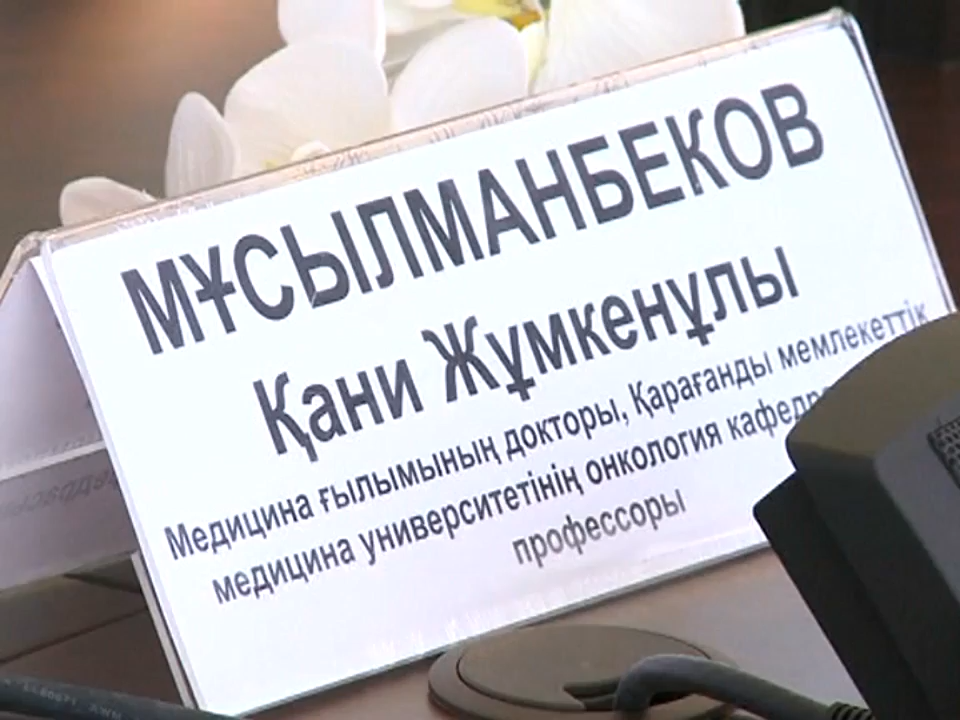 МҰСЫЛМАНБЕКОВ
Қани Жұмкенұлы
Медицина ғылымының докторы, Қарағанды мемлекеттік
медицина университетінің онкология
профессоры